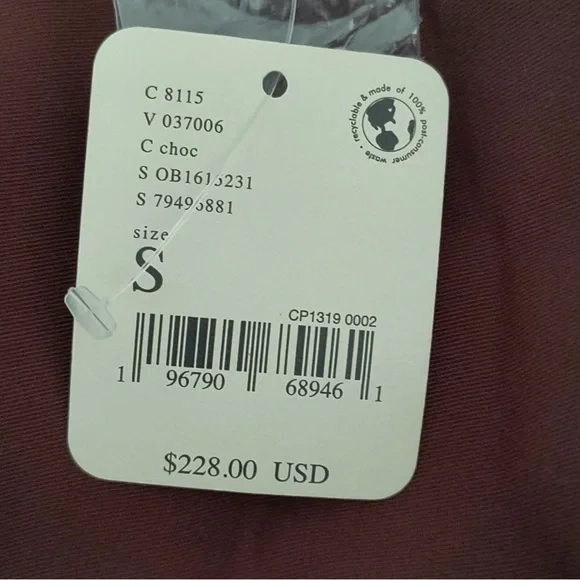 C 8115
V 037006
C choc
S OB1615231
S 79496881
size
S
recyclable & made of 100% post-consumer waste •
CP1319 0002
1 96790 68946 1
$228.00 USD